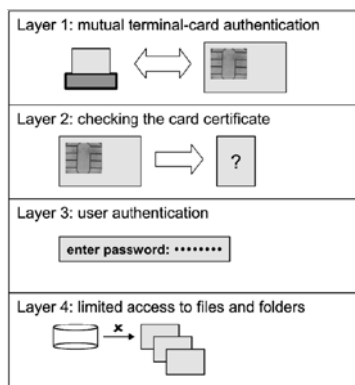 Layer 1: mutual terminal-card authentication
Layer 2: checking the card certificate
?
Layer 3: user authentication
enter password: ••••••••
Layer 4: limited access to files and folders
x